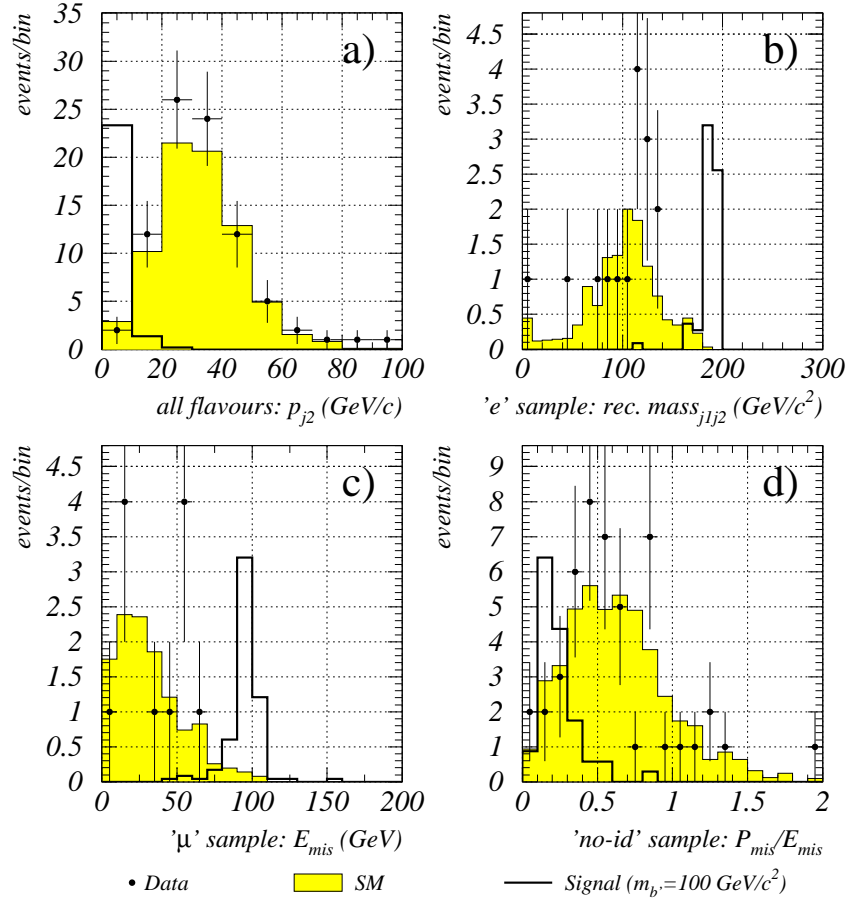 events/bin
a)
35
30
25
20
15
10
5
0
0 20 40 60 80 100
all flavours: p_j2 (GeV/c)
events/bin
b)
4.5
4
3.5
3
2.5
2
1.5
1
0.5
0
0 100 200 300
'e' sample: rec. mass_j1j2 (GeV/c²)
events/bin
c)
4.5
4
3.5
3
2.5
2
1.5
1
0.5
0
0 50 100 150 200
'μ' sample: E_mis (GeV)
events/bin
d)
9
8
7
6
5
4
3
2
1
0
0 0.5 1 1.5 2
'no-id' sample: P_mis/E_mis
Data SM Signal (m_b'=100 GeV/c²)